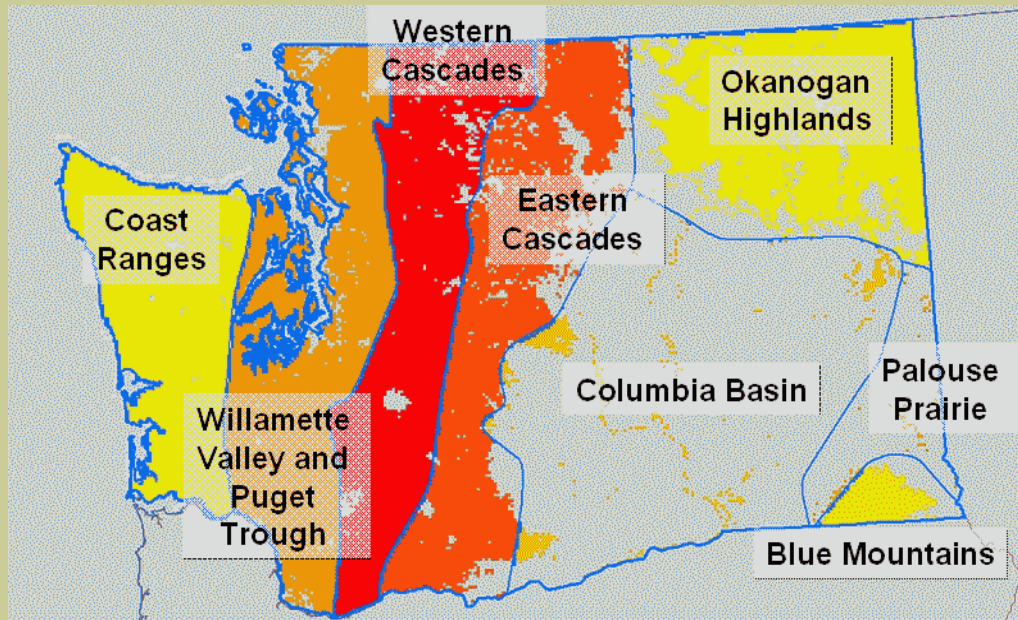 Western
Cascades
Okanogan
Highlands
Coast
Ranges
Eastern
Cascades
Columbia Basin
Palouse
Prairie
Willamette
Valley and
Puget
Trough
Blue Mountains